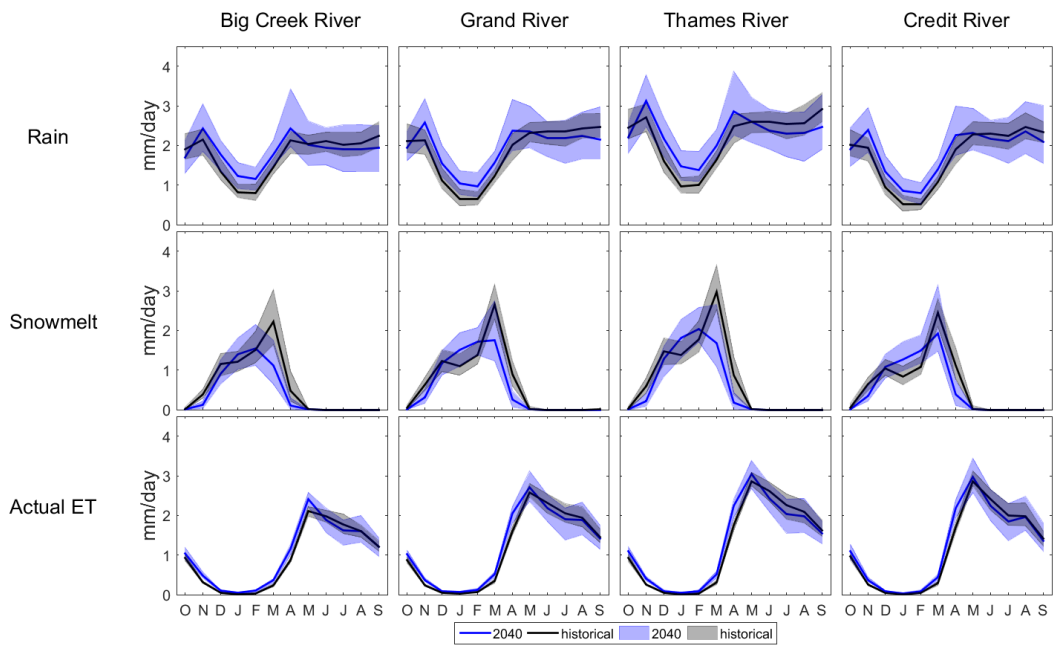 Big Creek River Grand River Thames River Credit River
Rain
mm/day
4
3
2
1
0
Snowmelt
mm/day
4
3
2
1
0
Actual ET
mm/day
4
3
2
1
0
O N D J F M A M J J A S O N D J F M A M J J A S O N D J F M A M J J A S O N D J F M A M J J A S
2040 historical 2040 historical